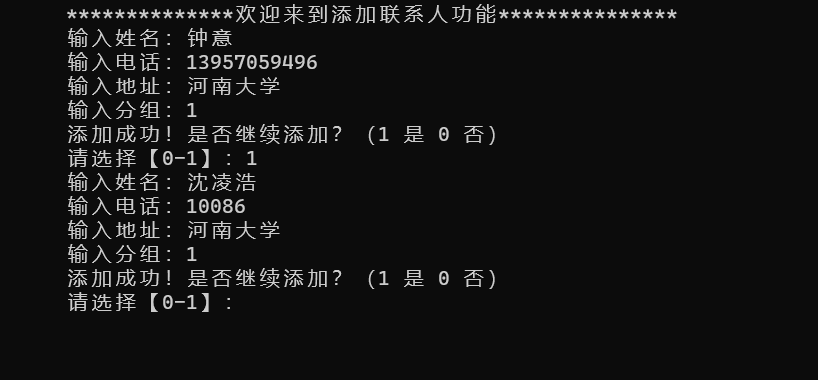 **************欢迎来到添加联系人功能***************
输入姓名：钟意
输入电话：13957059496
输入地址：河南大学
输入分组：1
添加成功！是否继续添加？（1 是 0 否）
请选择【0-1】：1
输入姓名：沈凌浩
输入电话：10086
输入地址：河南大学
输入分组：1
添加成功！是否继续添加？（1 是 0 否）
请选择【0-1】：